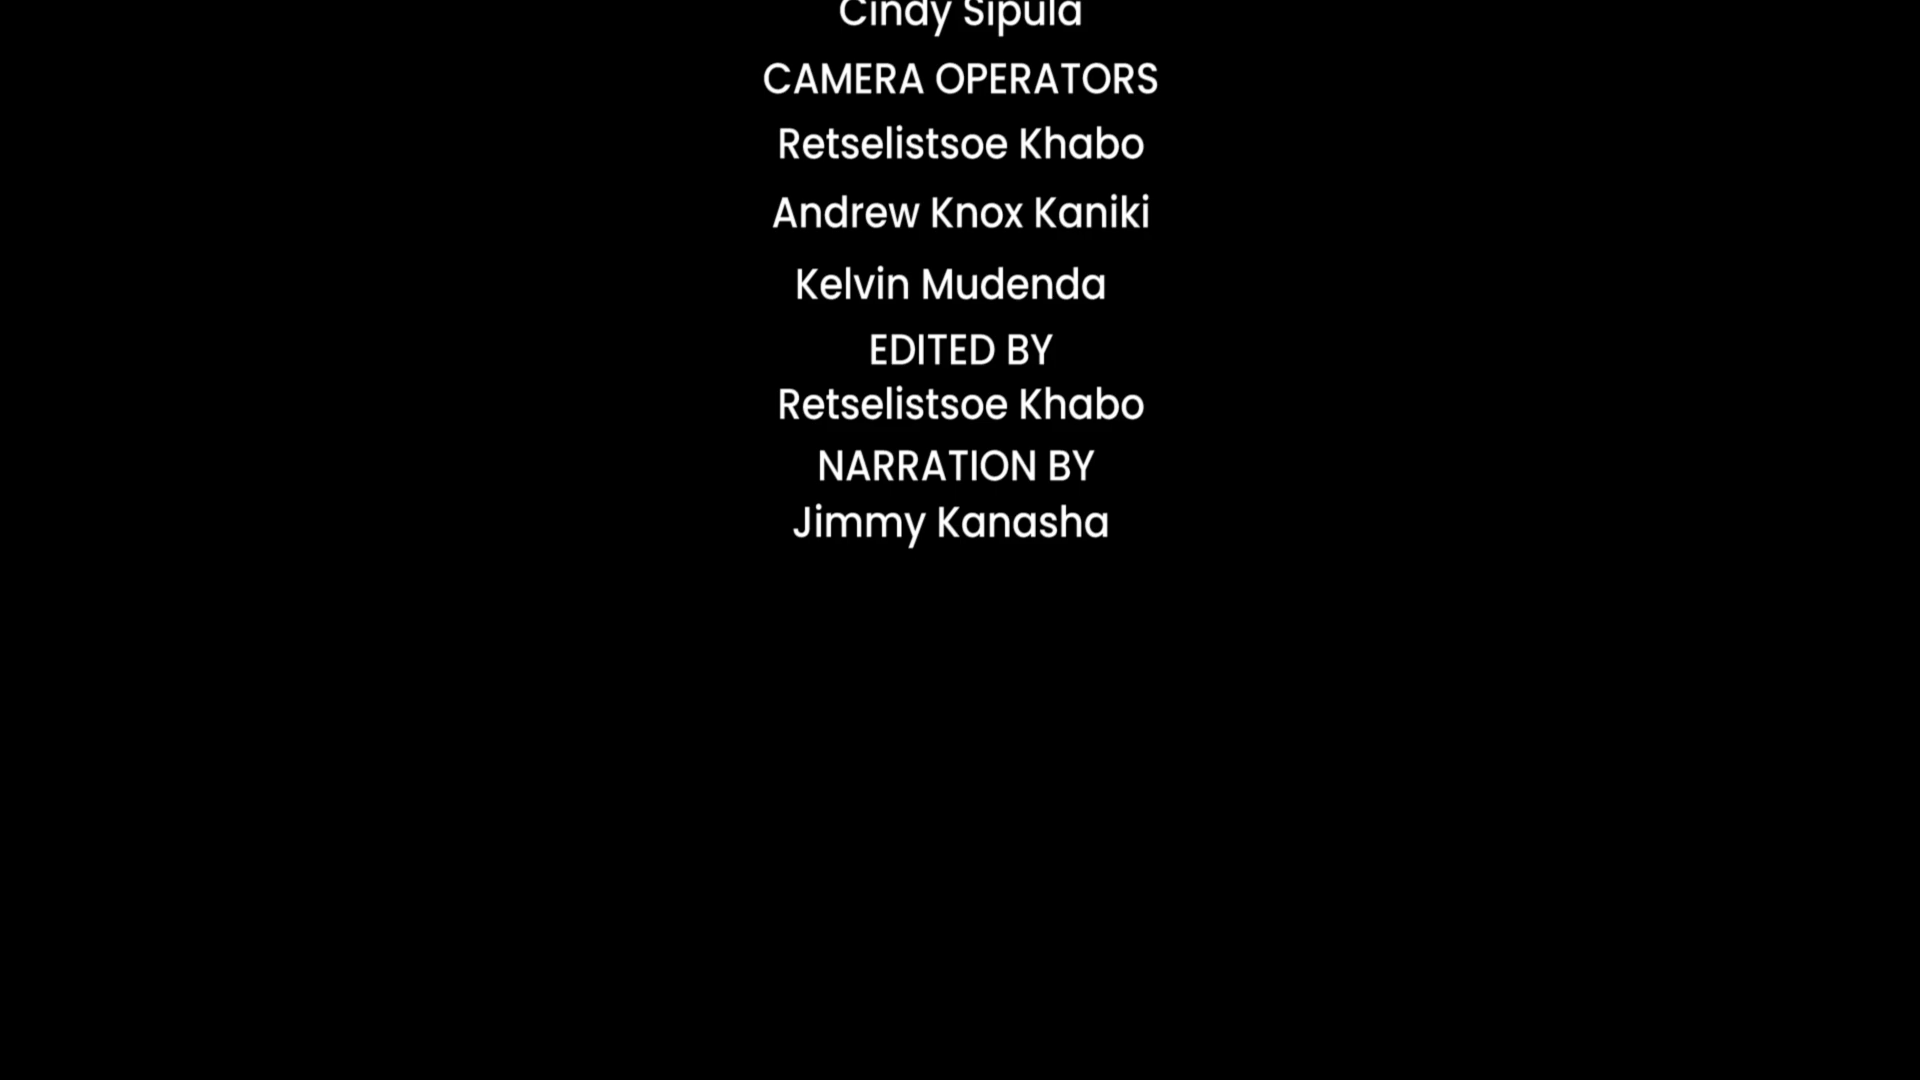 Cindy Sipula
CAMERA OPERATORS
Retselistsoe Khabo
Andrew Knox Kaniki
Kelvin Mudenda
EDITED BY
Retselistsoe Khabo
NARRATION BY
Jimmy Kanasha